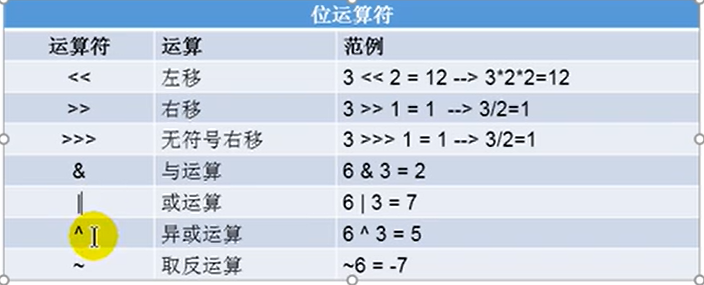 位运算符
运算符 运算 范例
<< 左移 3 << 2 = 12 --> 3*2*2=12
>> 右移 3 >> 1 = 1 --> 3/2=1
>>> 无符号右移 3 >>> 1 = 1 --> 3/2=1
& 与运算 6 & 3 = 2
| 或运算 6 | 3 = 7
^ 异或运算 6 ^ 3 = 5
~ 取反运算 ~6 = -7